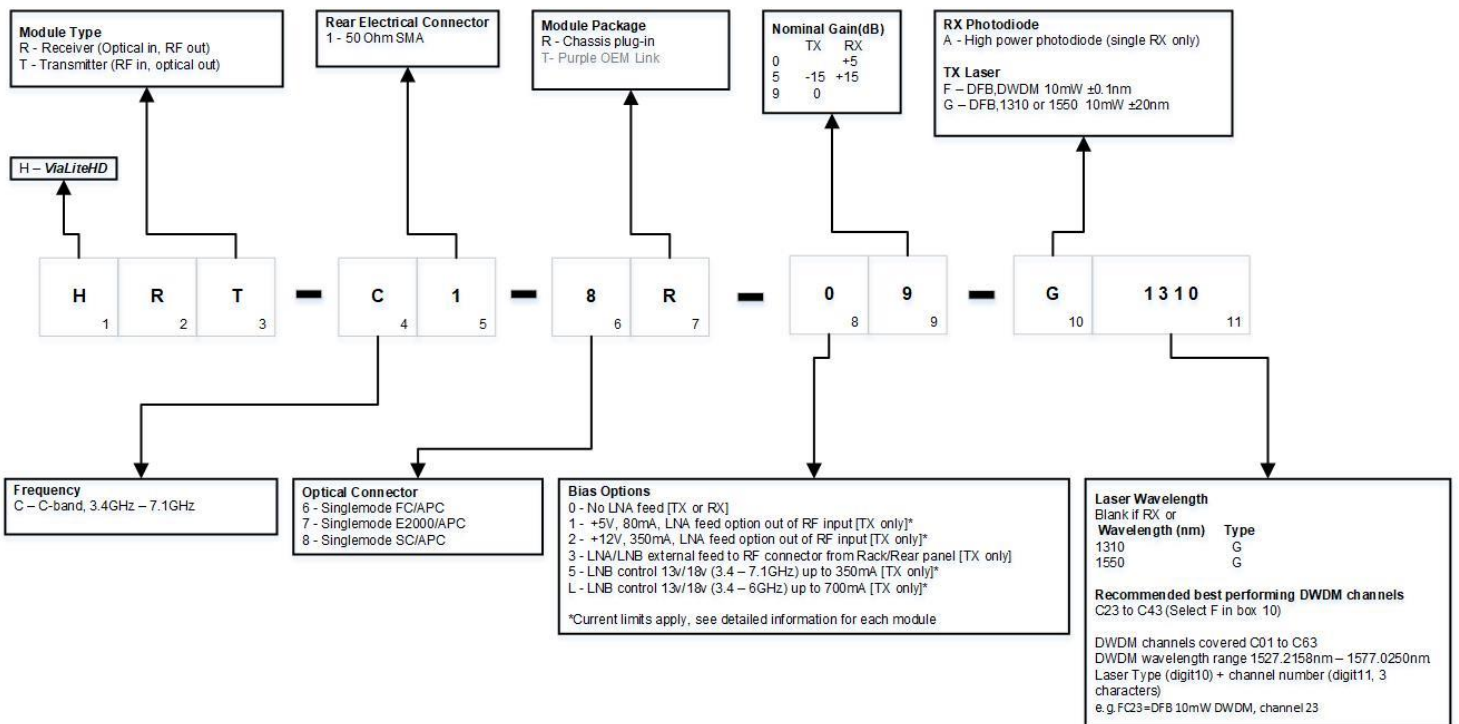 Module Type
R - Receiver (Optical in, RF out)
T - Transmitter (RF in, optical out)
Rear Electrical Connector
1 - 50 Ohm SMA
Module Package
R - Chassis plug-in
T- Purple OEM Link
Nominal Gain(dB)
TX RX
0 +5
5 -15 +15
9 0
RX Photodiode
A - High power photodiode (single RX only)
TX Laser
F – DFB,DWDM 10mW ±0.1nm
G – DFB,1310 or 1550 10mW ±20nm
H – ViaLiteHD
H R T - C 1 - 8 R - 0 9 - G 1310
1 2 3 4 5 6 7 8 9 10 11
Frequency
C – C-band, 3.4GHz – 7.1GHz
Optical Connector
6 - Singlemode FC/APC
7 - Singlemode E2000/APC
8 - Singlemode SC/APC
Bias Options
0 - No LNA feed [TX or RX]
1 - +5V, 80mA, LNA feed option out of RF input [TX only]*
2 - +12V, 350mA, LNA feed option out of RF input [TX only]*
3 - LNA/LNB external feed to RF connector from Rack/Rear panel [TX only]
5 - LNB control 13v/18v (3.4 – 7.1GHz) up to 350mA [TX only]*
L - LNB control 13v/18v (3.4 – 6GHz) up to 700mA [TX only]*
*Current limits apply, see detailed information for each module
Laser Wavelength
Blank if RX or
Wavelength (nm) Type
1310 G
1550 G
Recommended best performing DWDM channels
C23 to C43 (Select F in box 10)
DWDM channels covered C01 to C63
DWDM wavelength range 1527.2158nm – 1577.0250nm.
Laser Type (digit10) + channel number (digit11, 3
characters)
e.g.FC23=DFB 10mW DWDM, channel 23